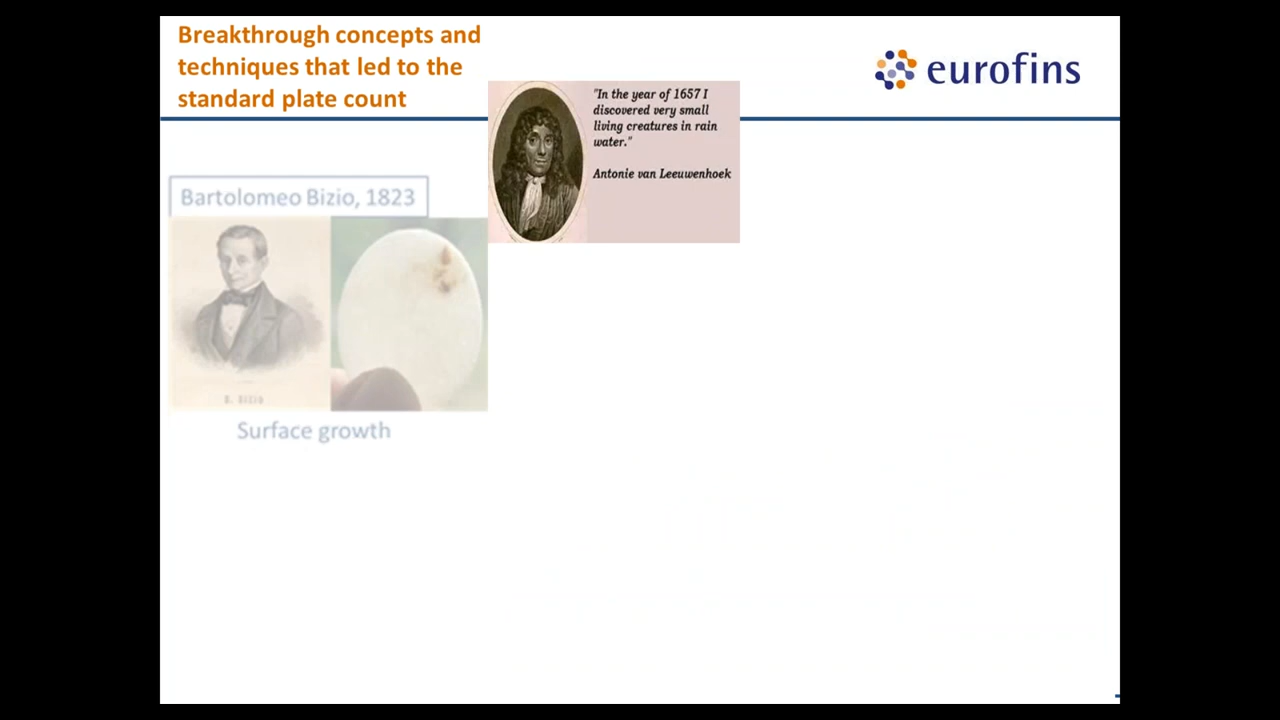 Breakthrough concepts and
techniques that led to the
standard plate count
eurofins
"In the year of 1657 I
discovered very small
living creatures in rain
water."
Antonie van Leeuwenhoek
Bartolomeo Bizio, 1823
B. BIZIO
Surface growth